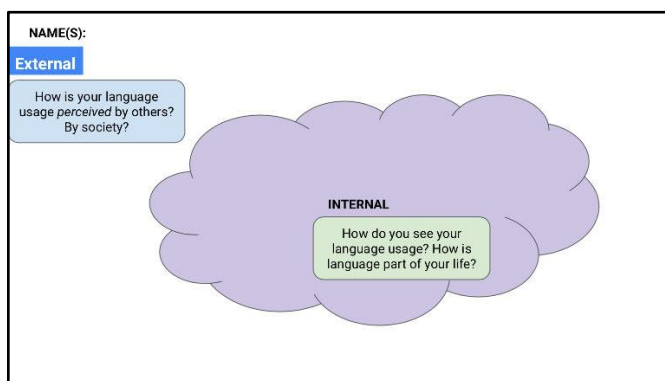 NAME(S):
External
How is your language
usage perceived by others?
By society?
INTERNAL
How do you see your
language usage? How is
language part of your life?